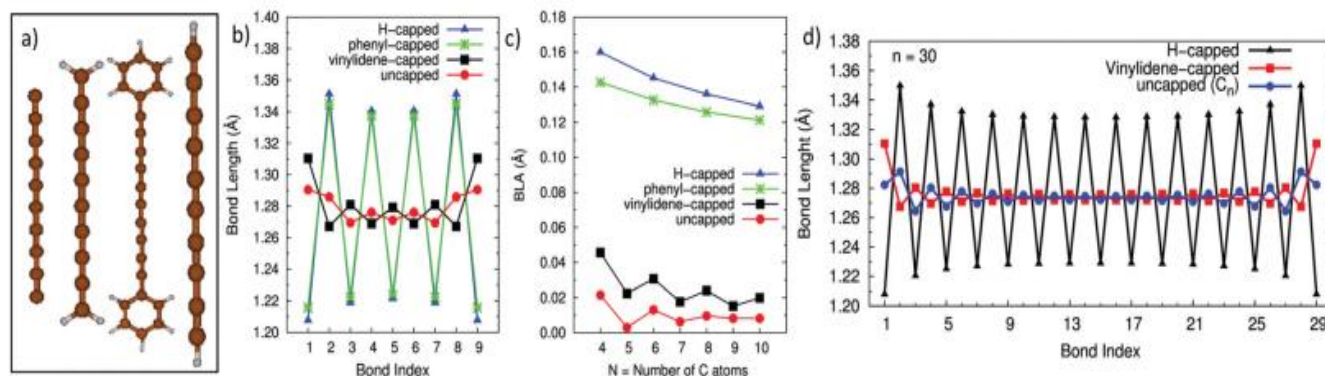 a)
b)
Bond Length (Å)
1.40
1.38
1.36
1.34
1.32
1.30
1.28
1.26
1.24
1.22
1.20
H-capped
phenyl-capped
vinylidene-capped
uncapped
1 2 3 4 5 6 7 8 9
Bond Index
c)
BLA (Å)
0.18
0.16
0.14
0.12
0.10
0.08
0.06
0.04
0.02
0.00
H-capped
phenyl-capped
vinylidene-capped
uncapped
4 5 6 7 8 9 10
N = Number of C atoms
d)
Bond Lenght (Å)
1.38
1.36
1.34
1.32
1.30
1.28
1.26
1.24
1.22
1.20
n = 30
H-capped
Vinylidene-capped
uncapped (Cn)
1 5 9 13 17 21 25 29
Bond Index